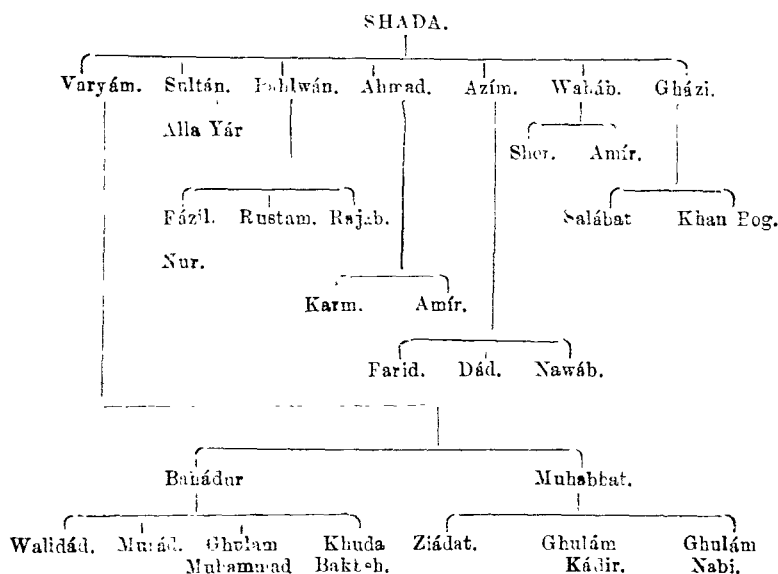 SHADA.
Varyám. Sultán. Pahlwán. Ahmad. Azím. Waháb. Gházi.
Alla Yár
Sher. Amír.
Fázil. Rustam. Rajab. Salábat Khan Beg.
Nur.
Karm. Amír.
Farid. Dád. Nawáb.
Bahádur Muhabbat.
Walidád. Murád. Ghulam Khuda Ziádat. Ghulám Ghulám
Muhammad Baktsh. Kádir. Nabi.